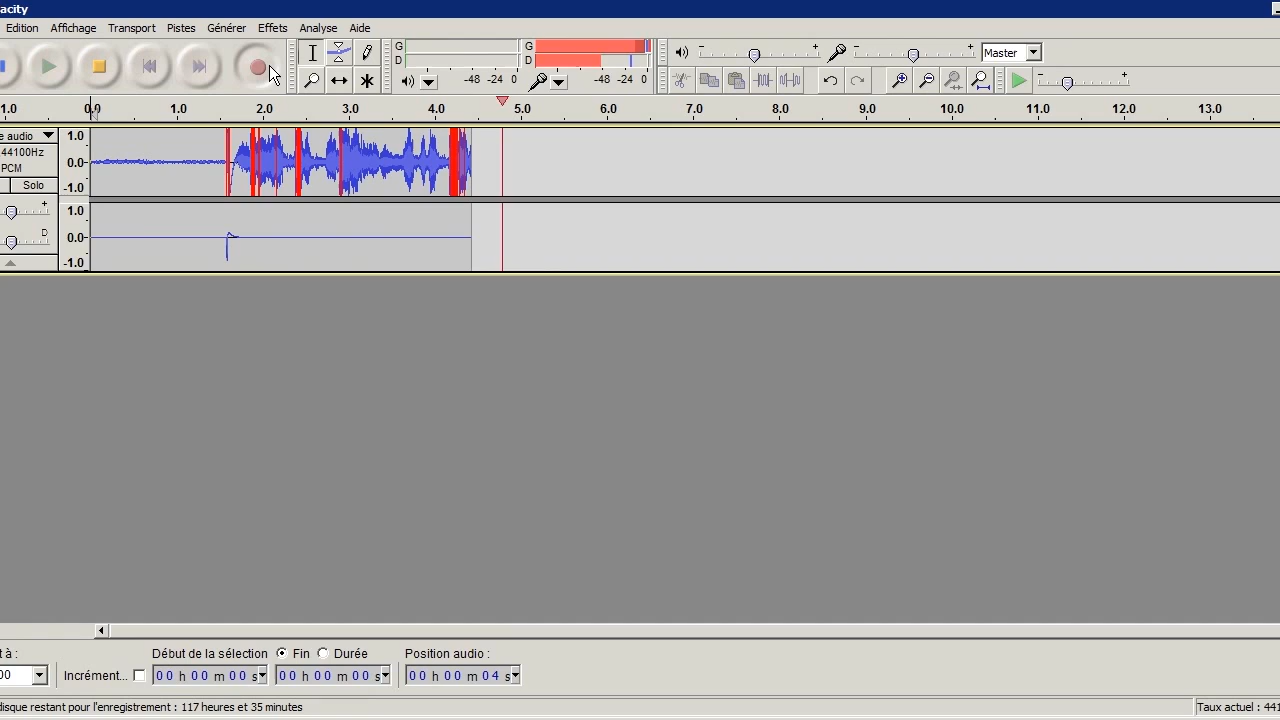 acity
Edition Affichage Transport Pistes Générer Effets Analyse Aide
G G
D D
-48 -24 0 -48 -24 0
- + - + Master
- +
1.0 0.0 1.0 2.0 3.0 4.0 5.0 6.0 7.0 8.0 9.0 10.0 11.0 12.0 13.0
e audio
44100Hz
PCM
Solo
+
D
1.0
0.0
-1.0
1.0
0.0
-1.0
t à :
00
Incrément...
Début de la sélection Fin Durée Position audio :
00 h 00 m 00 s 00 h 00 m 00 s 00 h 00 m 04 s
disque restant pour l'enregistrement : 117 heures et 35 minutes
Taux actuel : 441